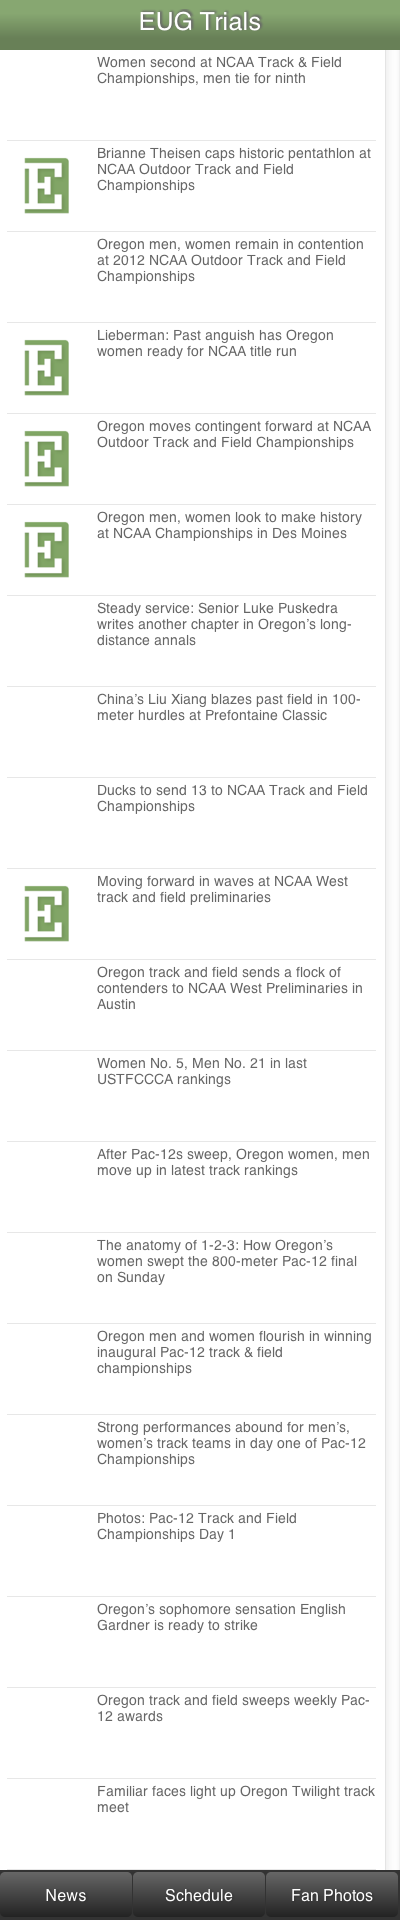 EUG Trials
Women second at NCAA Track & Field
Championships, men tie for ninth
E
Brianne Theisen caps historic pentathlon at
NCAA Outdoor Track and Field
Championships
Oregon men, women remain in contention
at 2012 NCAA Outdoor Track and Field
Championships
E
Lieberman: Past anguish has Oregon
women ready for NCAA title run
E
Oregon moves contingent forward at NCAA
Outdoor Track and Field Championships
E
Oregon men, women look to make history
at NCAA Championships in Des Moines
Steady service: Senior Luke Puskedra
writes another chapter in Oregon’s long-
distance annals
China’s Liu Xiang blazes past field in 100-
meter hurdles at Prefontaine Classic
Ducks to send 13 to NCAA Track and Field
Championships
E
Moving forward in waves at NCAA West
track and field preliminaries
Oregon track and field sends a flock of
contenders to NCAA West Preliminaries in
Austin
Women No. 5, Men No. 21 in last
USTFCCCA rankings
After Pac-12s sweep, Oregon women, men
move up in latest track rankings
The anatomy of 1-2-3: How Oregon’s
women swept the 800-meter Pac-12 final
on Sunday
Oregon men and women flourish in winning
inaugural Pac-12 track & field
championships
Strong performances abound for men’s,
women’s track teams in day one of Pac-12
Championships
Photos: Pac-12 Track and Field
Championships Day 1
Oregon’s sophomore sensation English
Gardner is ready to strike
Oregon track and field sweeps weekly Pac-
12 awards
Familiar faces light up Oregon Twilight track
meet
News
Schedule
Fan Photos